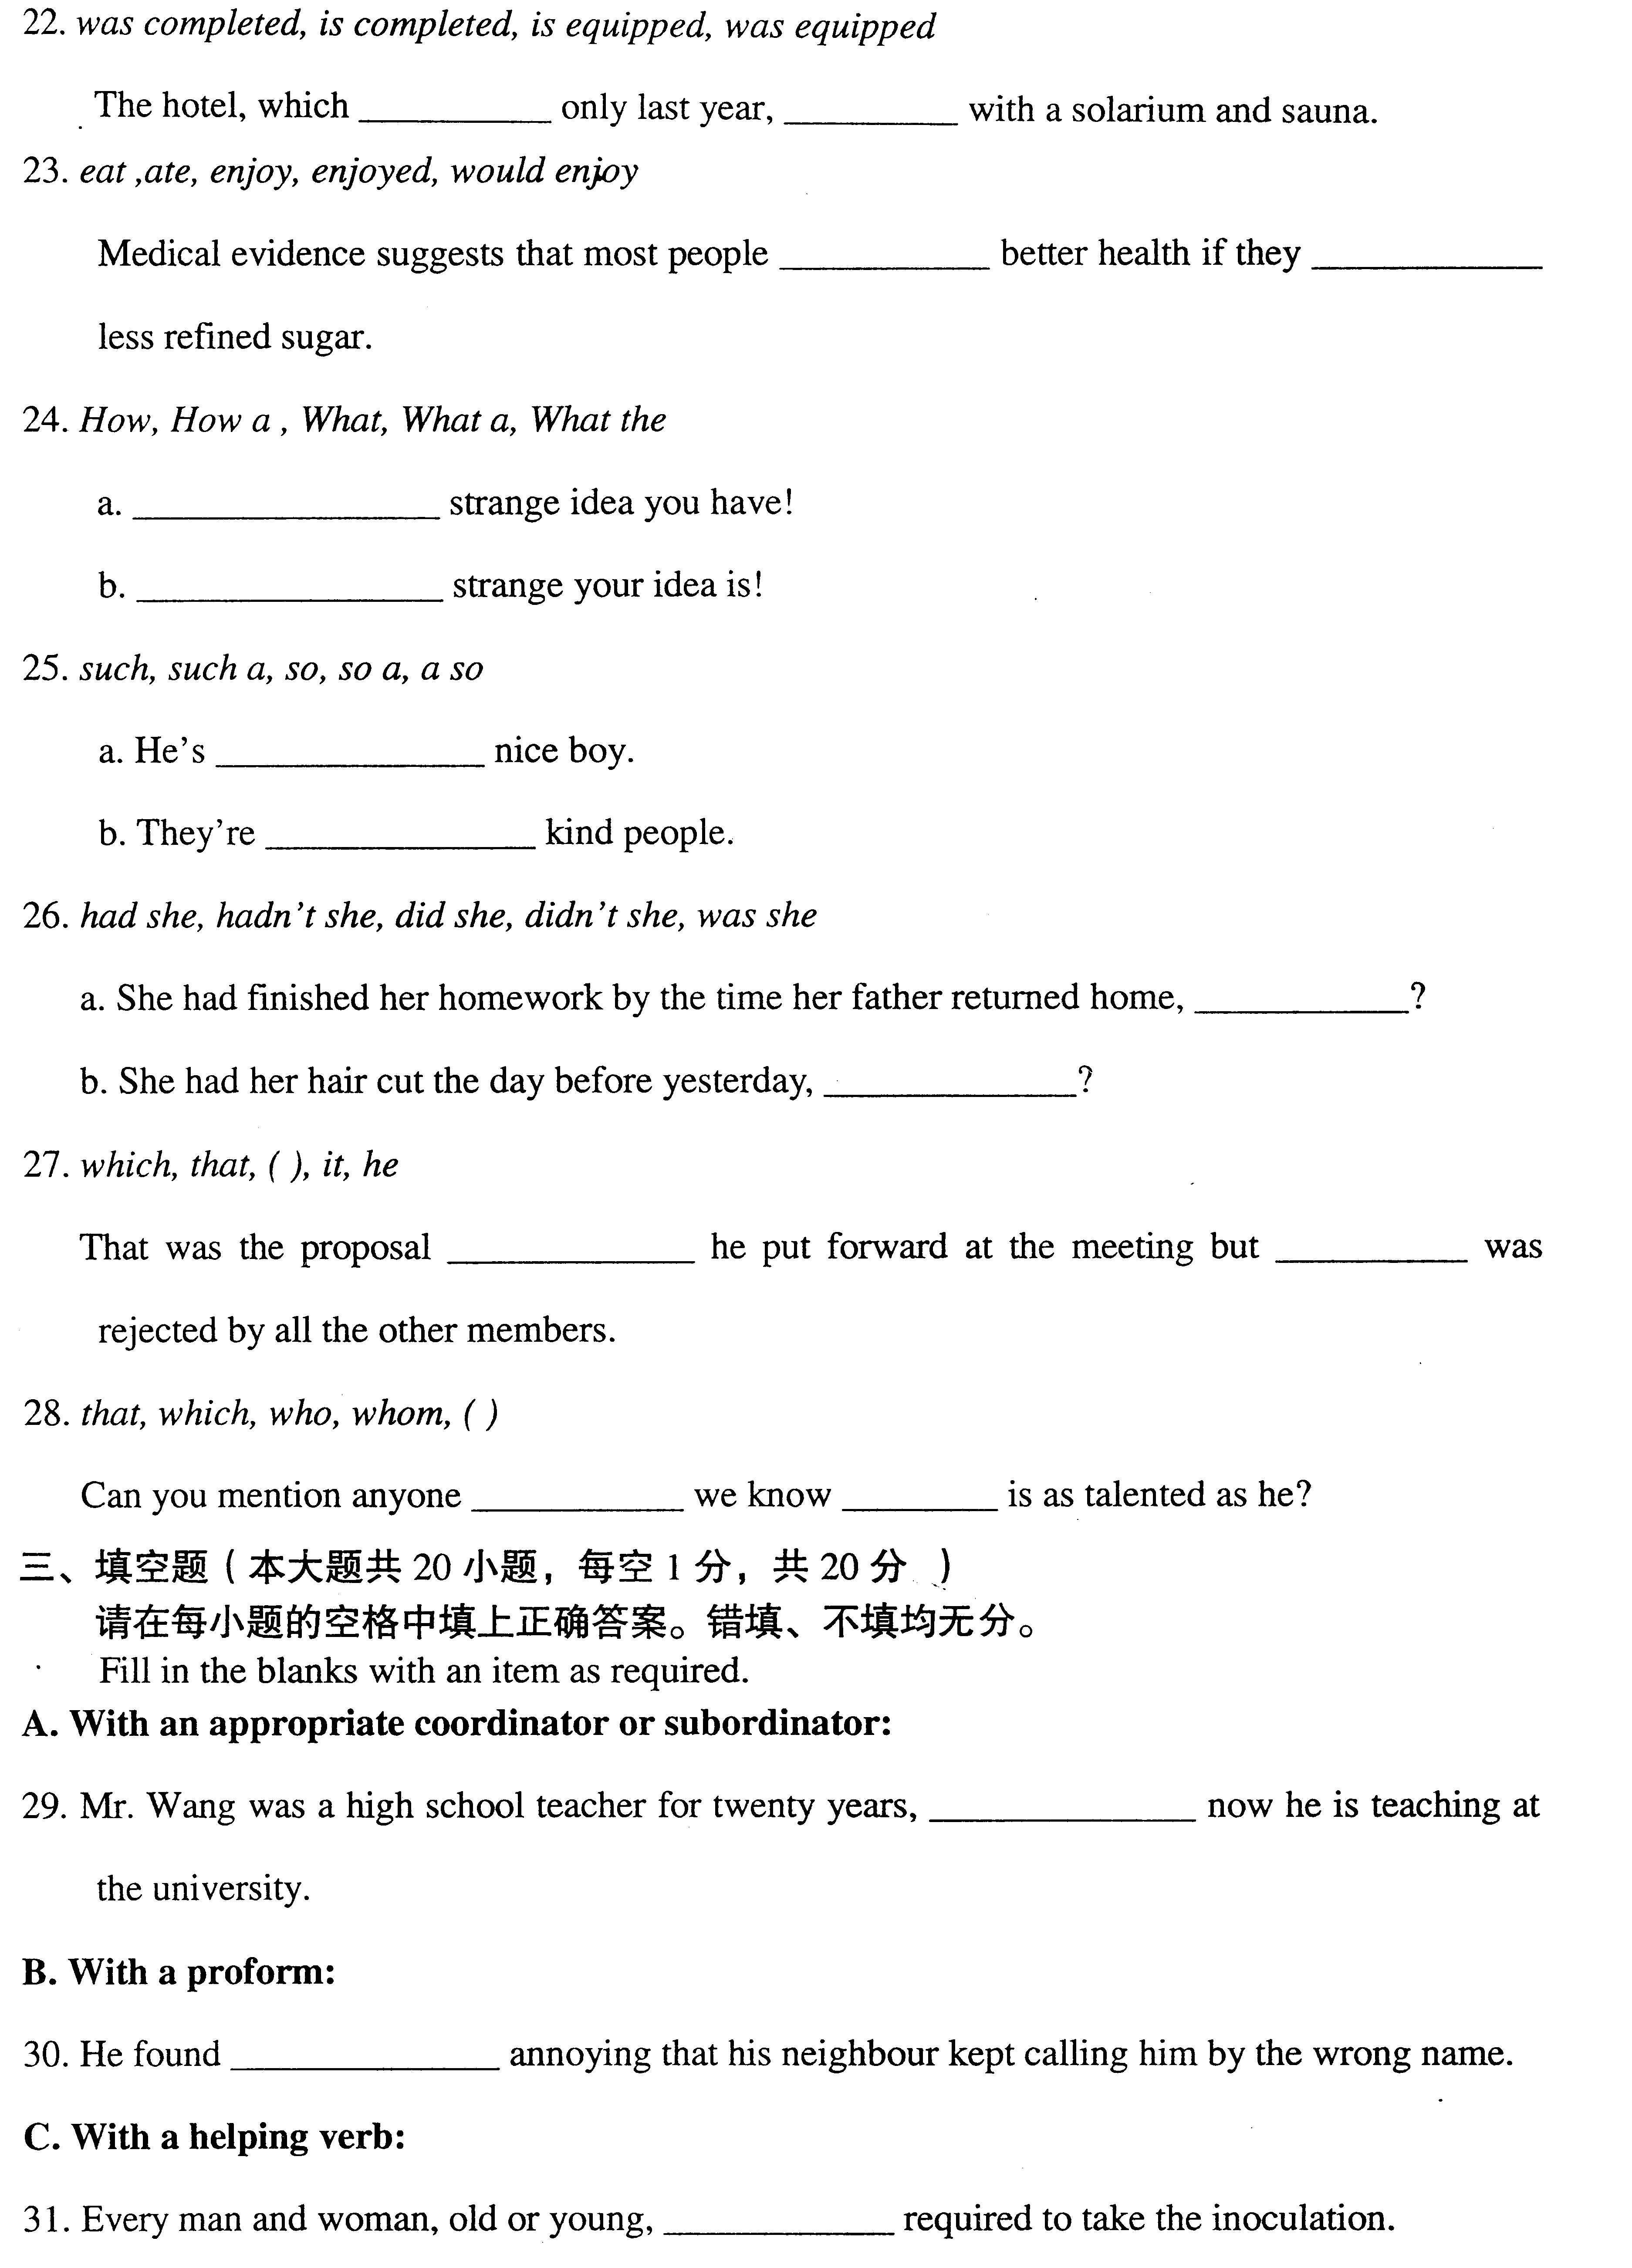 22. was completed, is completed, is equipped, was equipped
The hotel, which __________ only last year, _________ with a solarium and sauna.
23. eat ,ate, enjoy, enjoyed, would enjoy
Medical evidence suggests that most people ___________ better health if they ____________
less refined sugar.
24. How, How a , What, What a, What the
a. ________________ strange idea you have!
b. ________________ strange your idea is!
25. such, such a, so, so a, a so
a. He's ______________ nice boy.
b. They're ______________ kind people.
26. had she, hadn't she, did she, didn't she, was she
a. She had finished her homework by the time her father returned home, ___________?
b. She had her hair cut the day before yesterday, _____________?
27. which, that, ( ), it, he
That was the proposal _____________ he put forward at the meeting but __________ was
rejected by all the other members.
28. that, which, who, whom, ( )
Can you mention anyone ___________ we know ________ is as talented as he?
三、填空题（本大题共 20 小题，每空 1 分，共 20 分 ）
请在每小题的空格中填上正确答案。错填、不填均无分。
Fill in the blanks with an item as required.
A. With an appropriate coordinator or subordinator:
29. Mr. Wang was a high school teacher for twenty years, ______________ now he is teaching at
the university.
B. With a proform:
30. He found ______________ annoying that his neighbour kept calling him by the wrong name.
C. With a helping verb:
31. Every man and woman, old or young, ____________ required to take the inoculation.